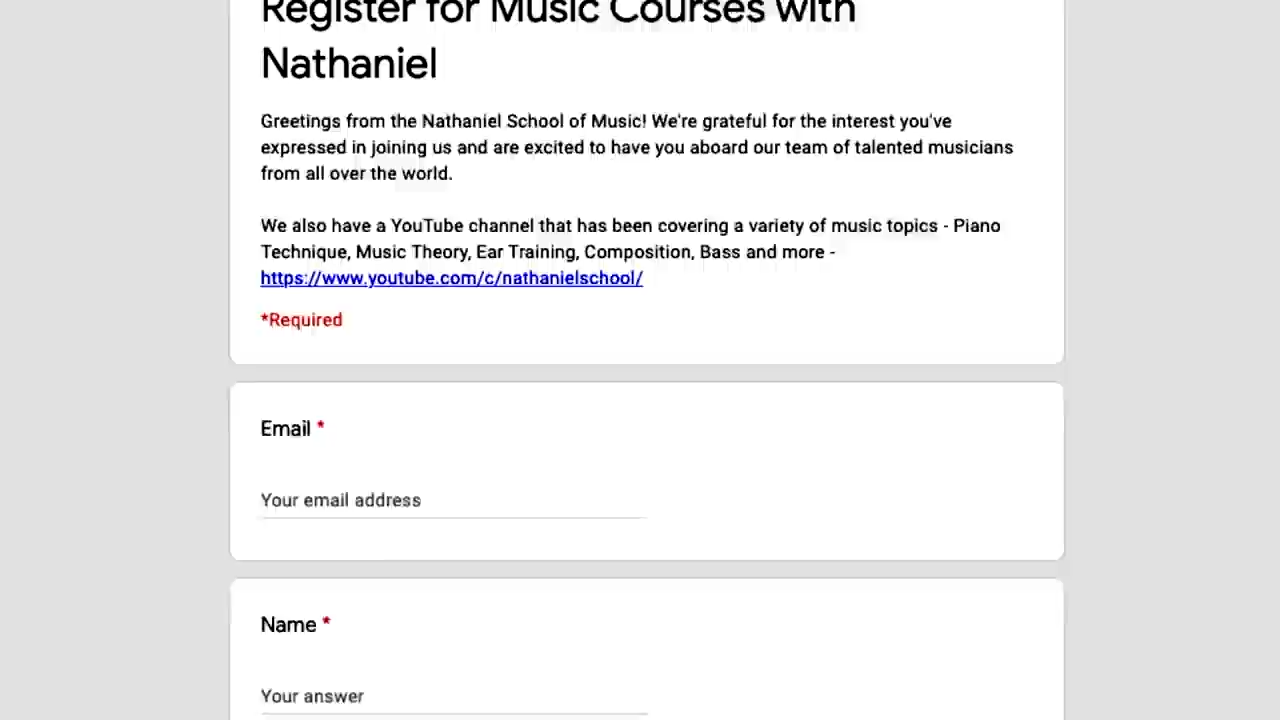 Register for Music Courses with
Nathaniel
Greetings from the Nathaniel School of Music! We're grateful for the interest you've
expressed in joining us and are excited to have you aboard our team of talented musicians
from all over the world.
We also have a YouTube channel that has been covering a variety of music topics - Piano
Technique, Music Theory, Ear Training, Composition, Bass and more -
https://www.youtube.com/c/nathanielschool/
*Required
Email *
Your email address
Name *
Your answer